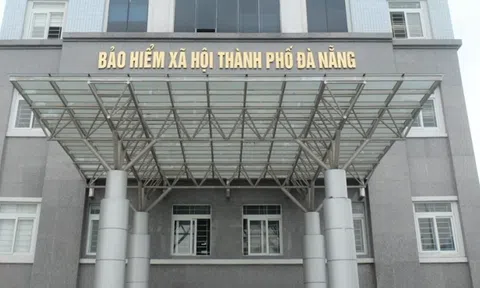 BẢO HIỂM XÃ HỘI THÀNH PHỐ ĐÀ NẴNG